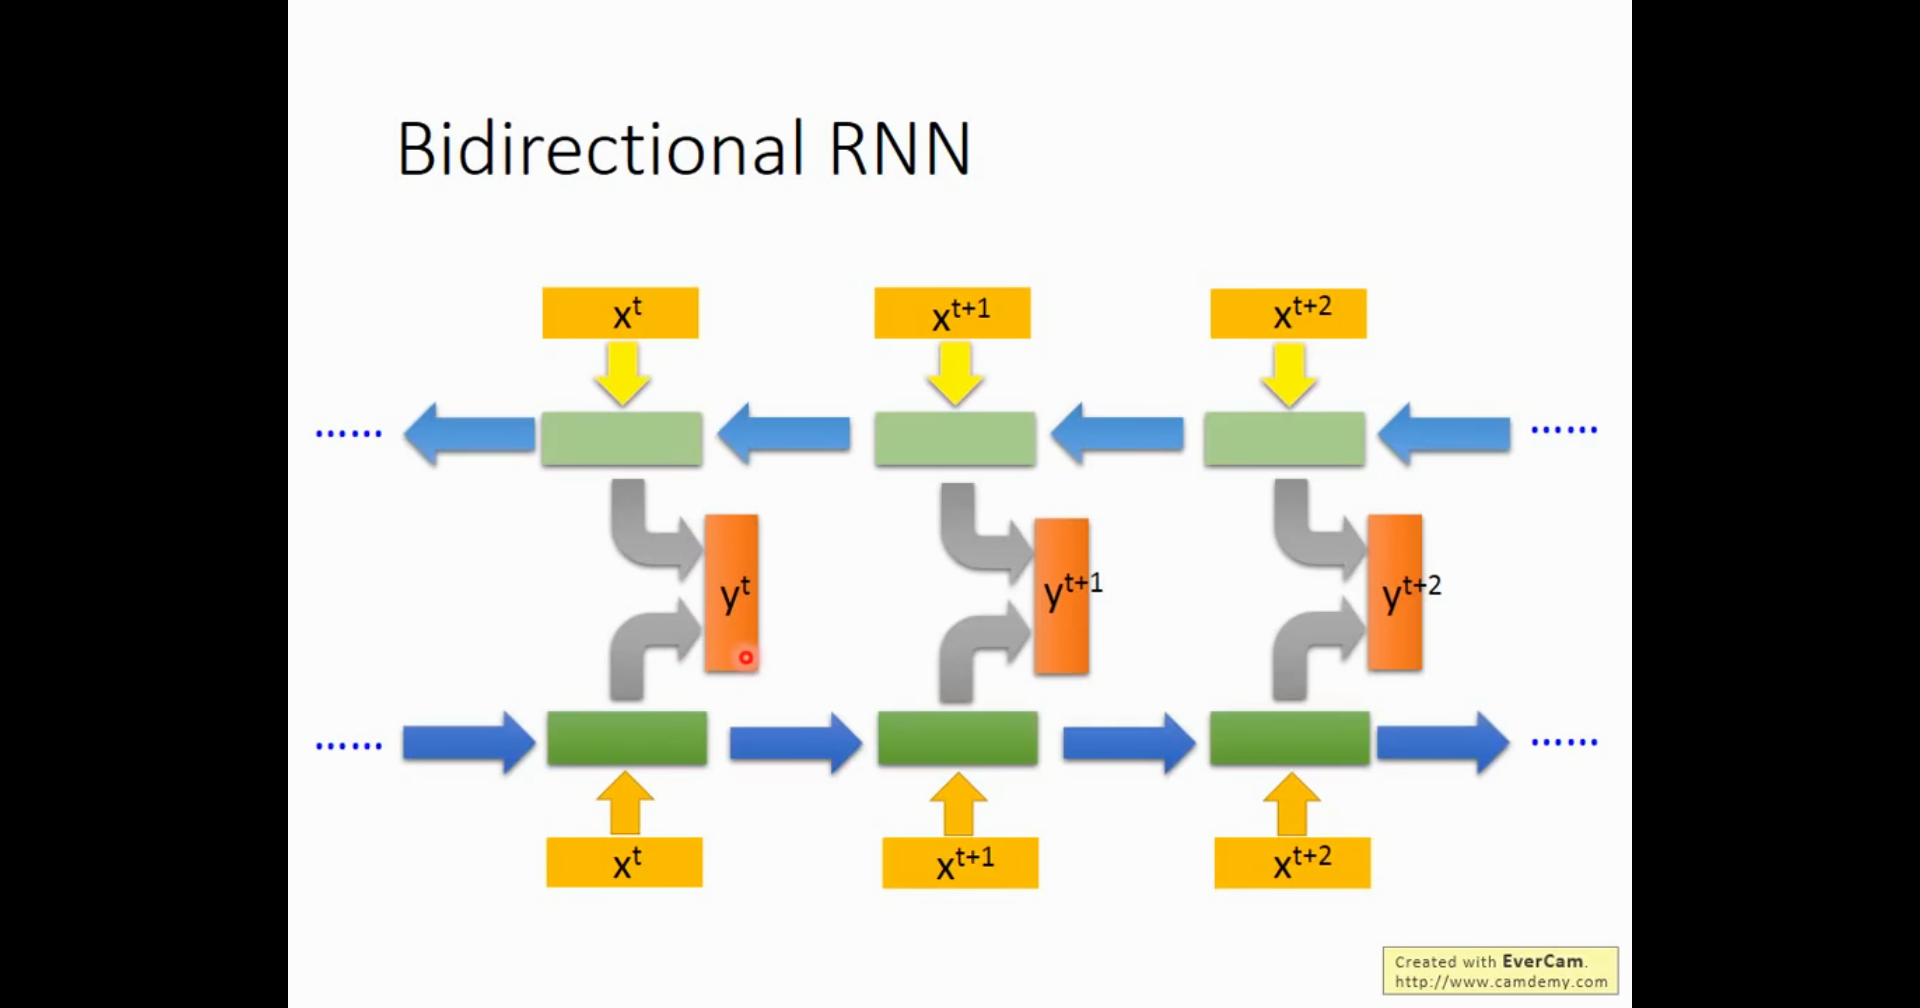 Bidirectional RNN
x^t x^t+1 x^t+2
...... ......
y^t y^t+1 y^t+2
...... ......
x^t x^t+1 x^t+2
Created with EverCam.
http://www.camdemy.com